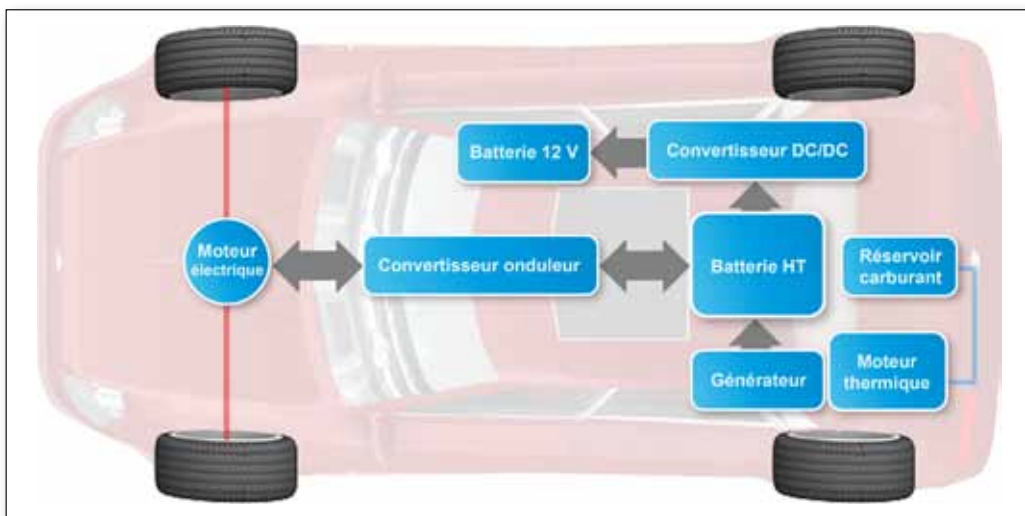 Batterie 12 V
Convertisseur DC/DC
Moteur
électrique
Convertisseur onduleur
Batterie HT
Réservoir
carburant
Générateur
Moteur
thermique